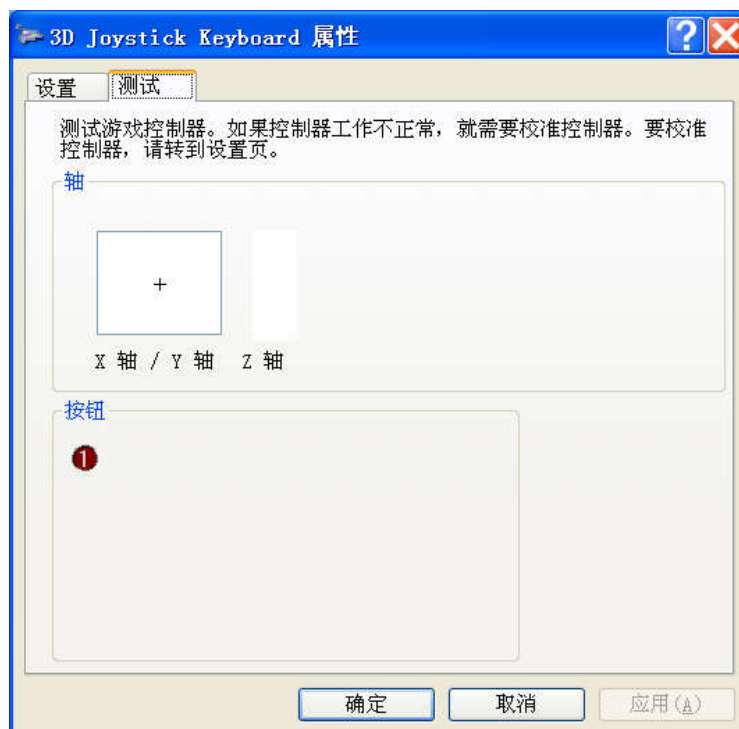 3D Joystick Keyboard 属性
设置 测试
测试游戏控制器。如果控制器工作不正常，就需要校准控制器。要校准
控制器，请转到设置页。
轴
X 轴 / Y 轴 Z 轴
按钮
1
确定 取消 应用(A)